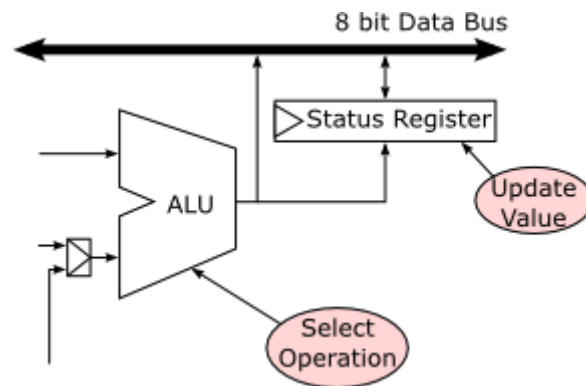 8 bit Data Bus
Status Register
Update
Value
ALU
Select
Operation